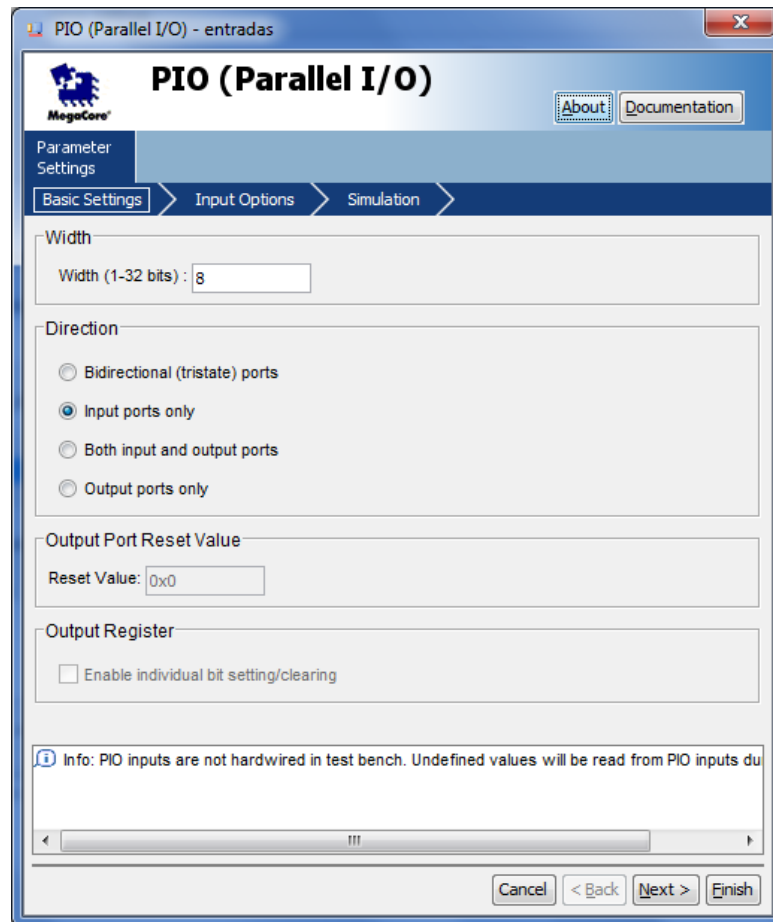 PIO (Parallel I/O) - entradas
PIO (Parallel I/O)
MegaCore®
About
Documentation
Parameter
Settings
Basic Settings
Input Options
Simulation
Width
Width (1-32 bits) : 8
Direction
Bidirectional (tristate) ports
Input ports only
Both input and output ports
Output ports only
Output Port Reset Value
Reset Value: 0x0
Output Register
Enable individual bit setting/clearing
Info: PIO inputs are not hardwired in test bench. Undefined values will be read from PIO inputs du
Cancel
< Back
Next >
Finish